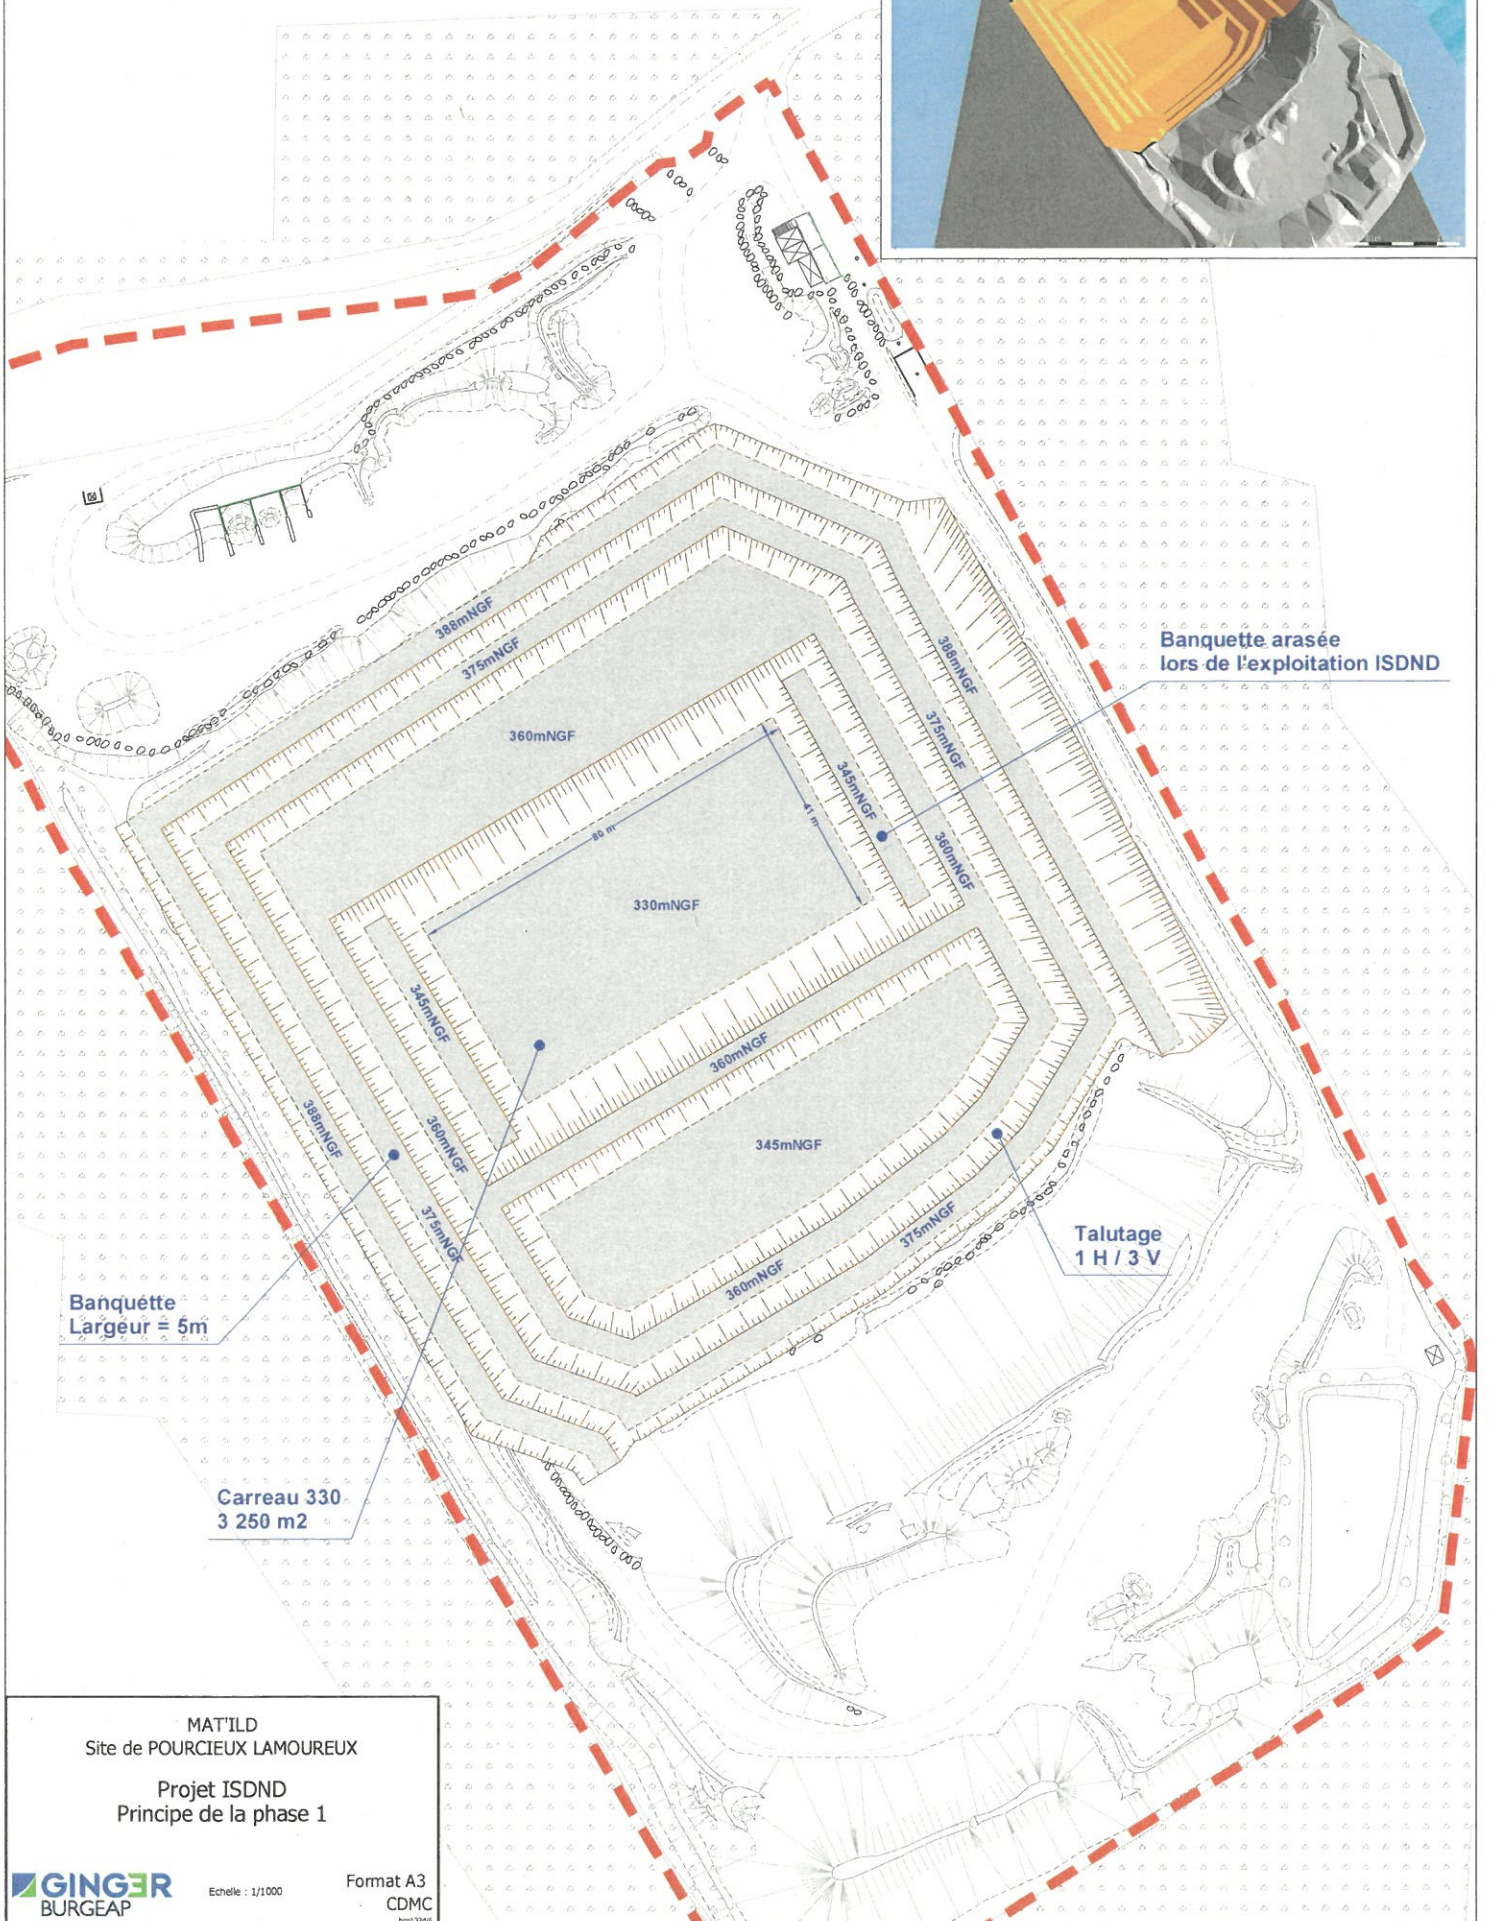 388mNGF
375mNGF
360mNGF
Banquette arasée
lors de l'exploitation ISDND
388mNGF
375mNGF
345mNGF
360mNGF
80 m
41 m
330mNGF
345mNGF
360mNGF
345mNGF
388mNGF
360mNGF
375mNGF
375mNGF
360mNGF
Talutage
1 H / 3 V
Banquette
Largeur = 5m
Carreau 330
3 250 m2
MAT'ILD
Site de POURCIEUX LAMOUREUX
Projet ISDND
Principe de la phase 1
GINGER
BURGEAP
Echelle : 1/1000
Format A3
CDMC